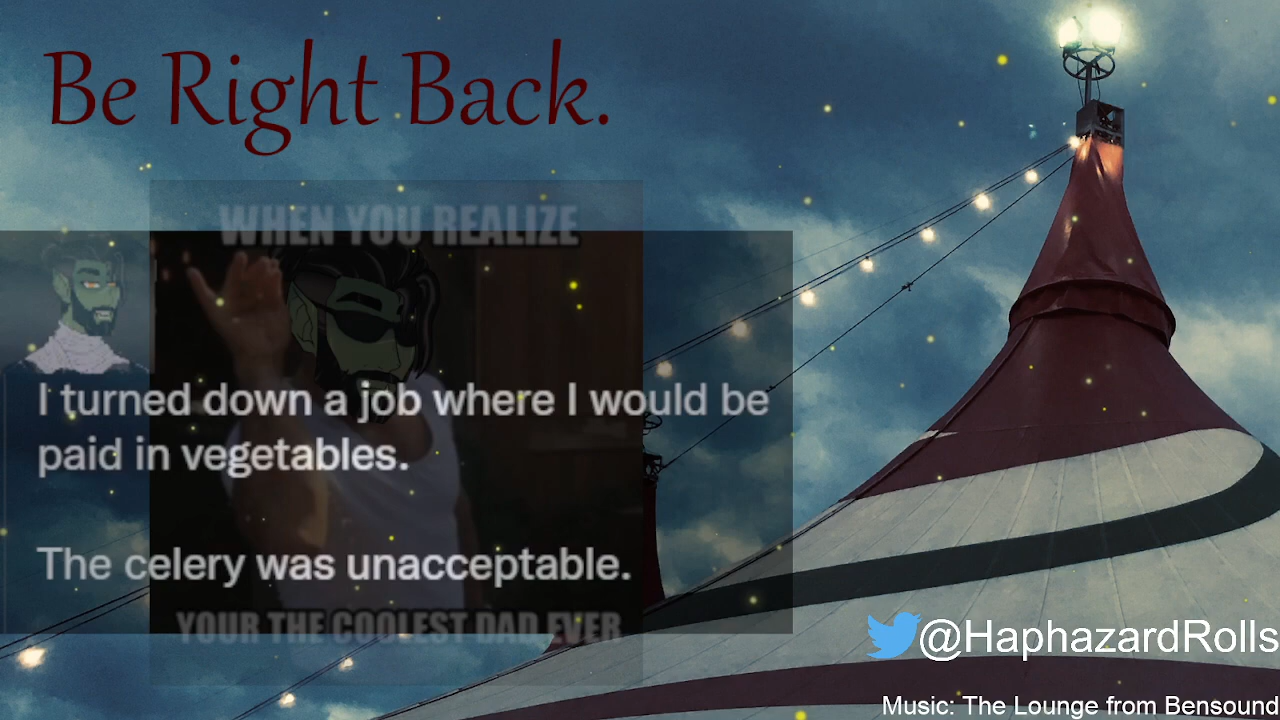 Be Right Back.
WHEN YOU REALIZE
I turned down a job where I would be
paid in vegetables.
The celery was unacceptable.
YOUR THE COOLEST DAD EVER
@HaphazardRolls
Music: The Lounge from Bensound